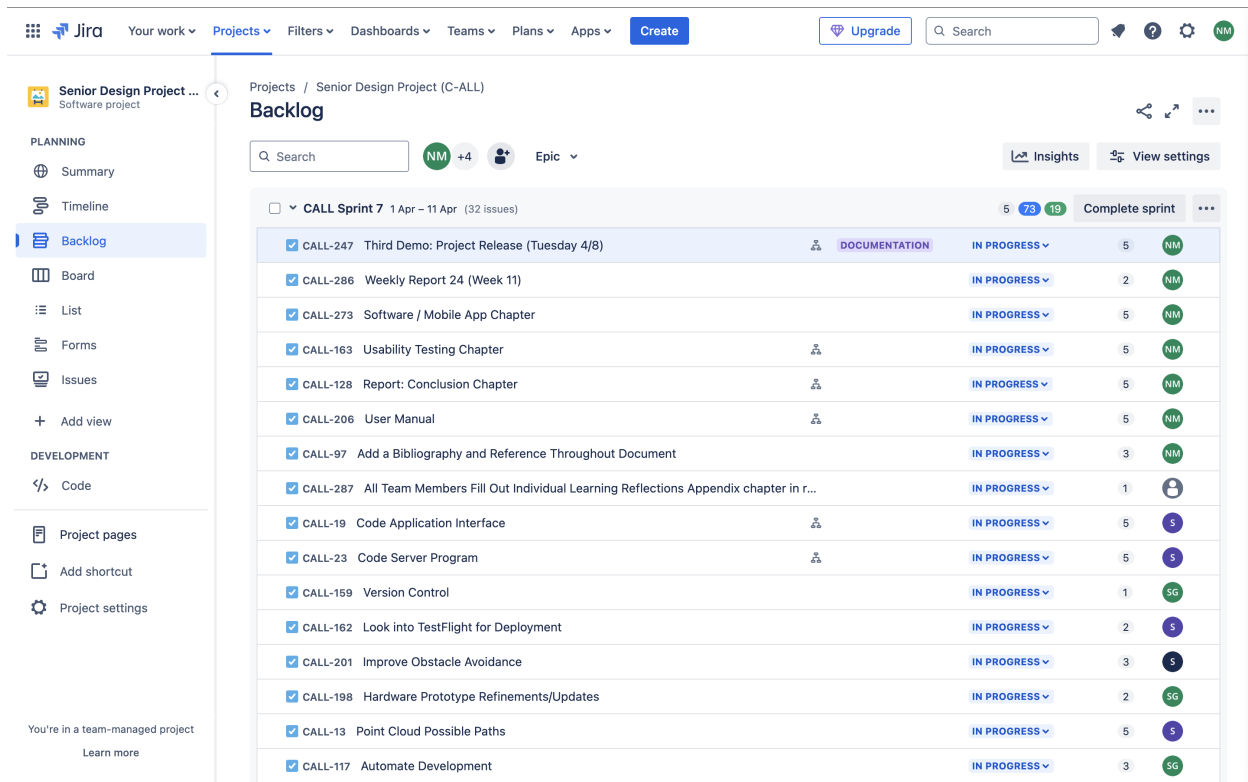 Jira Your work Projects Filters Dashboards Teams Plans Apps Create Upgrade Search NM
Senior Design Project ...
Software project
PLANNING
Summary
Timeline
Backlog
Board
List
Forms
Issues
Add view
DEVELOPMENT
Code
Project pages
Add shortcut
Project settings
You're in a team-managed project
Learn more
Projects / Senior Design Project (C-ALL)
Backlog
Search NM +4 Epic Insights View settings
CALL Sprint 7 1 Apr – 11 Apr (32 issues) 5 73 19 Complete sprint
CALL-247 Third Demo: Project Release (Tuesday 4/8) DOCUMENTATION IN PROGRESS 5 NM
CALL-286 Weekly Report 24 (Week 11) IN PROGRESS 2 NM
CALL-273 Software / Mobile App Chapter IN PROGRESS 5 NM
CALL-163 Usability Testing Chapter IN PROGRESS 5 NM
CALL-128 Report: Conclusion Chapter IN PROGRESS 5 NM
CALL-206 User Manual IN PROGRESS 5 NM
CALL-97 Add a Bibliography and Reference Throughout Document IN PROGRESS 3 NM
CALL-287 All Team Members Fill Out Individual Learning Reflections Appendix chapter in r... IN PROGRESS 1
CALL-19 Code Application Interface IN PROGRESS 5 S
CALL-23 Code Server Program IN PROGRESS 5 S
CALL-159 Version Control IN PROGRESS 1 SG
CALL-162 Look into TestFlight for Deployment IN PROGRESS 2 S
CALL-201 Improve Obstacle Avoidance IN PROGRESS 3 S
CALL-198 Hardware Prototype Refinements/Updates IN PROGRESS 2 SG
CALL-13 Point Cloud Possible Paths IN PROGRESS 5 S
CALL-117 Automate Development IN PROGRESS 3 SG